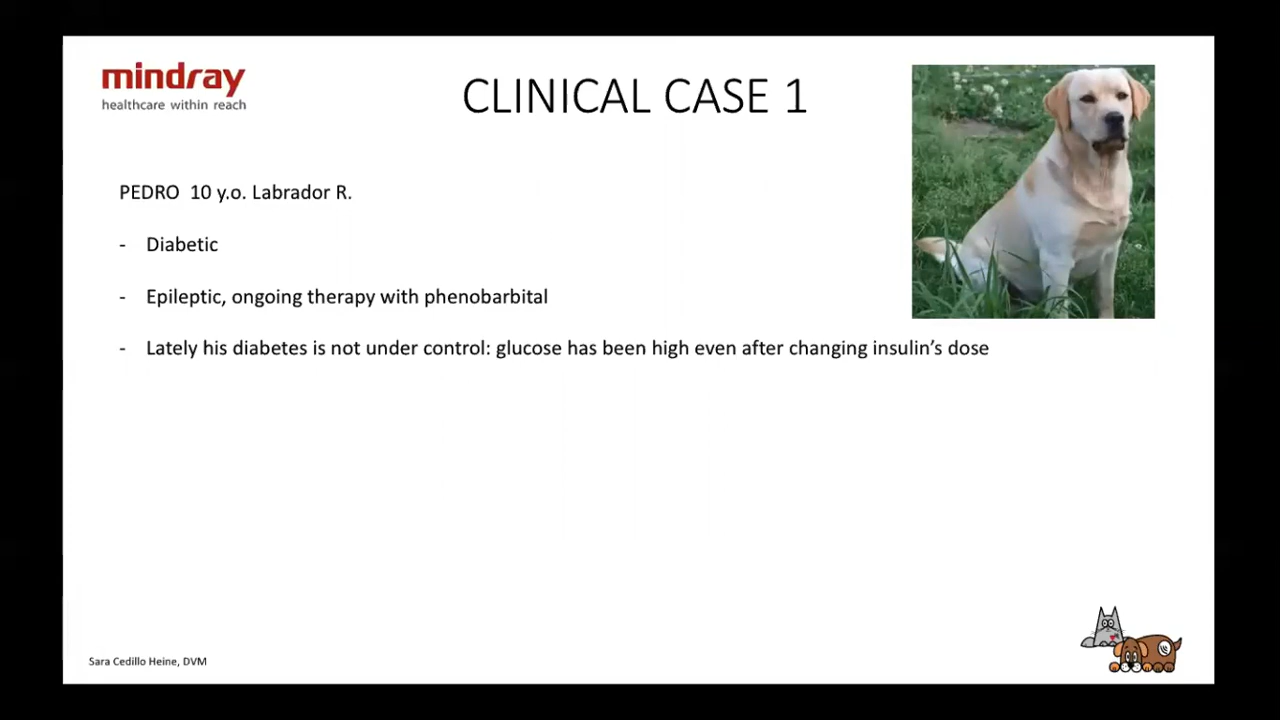 mindray
healthcare within reach
CLINICAL CASE 1
PEDRO 10 y.o. Labrador R.
- Diabetic
- Epileptic, ongoing therapy with phenobarbital
- Lately his diabetes is not under control: glucose has been high even after changing insulin's dose
Sara Cedillo Heine, DVM